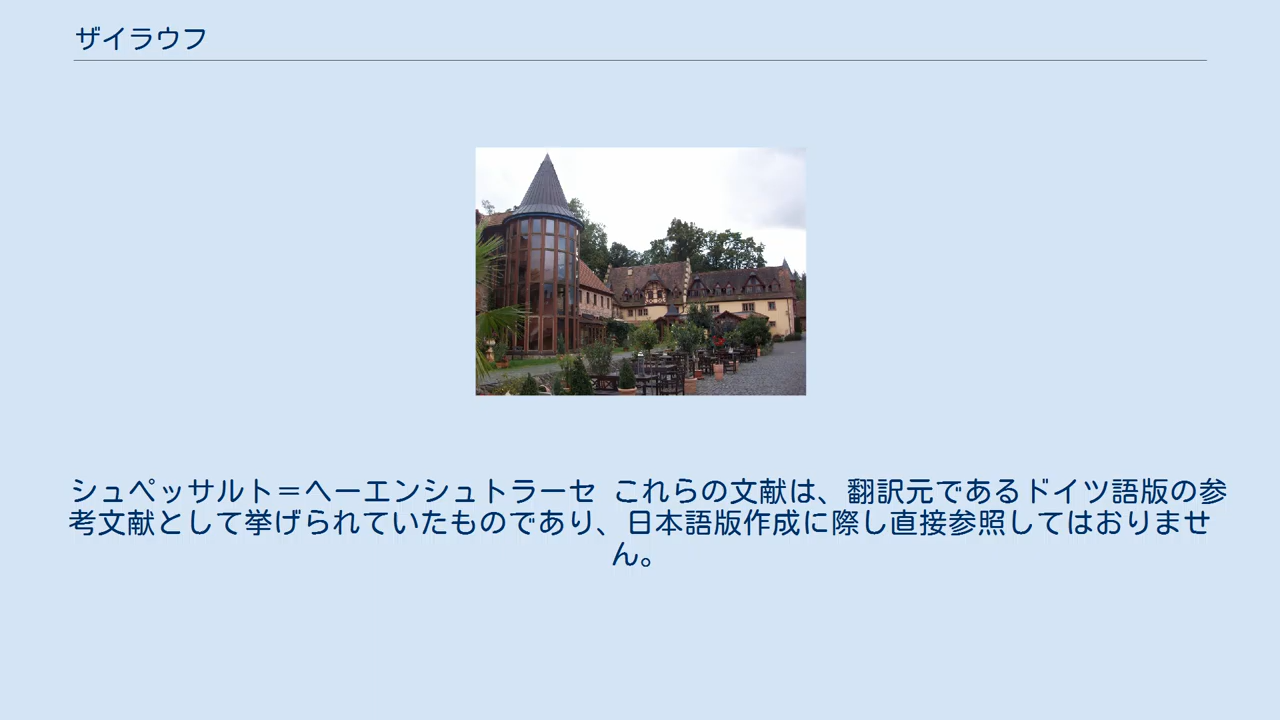 ザイラウフ
シュペッサルト＝ヘーエンシュトラーセ これらの文献は、翻訳元であるドイツ語版の参
考文献として挙げられていたものであり、日本語版作成に際し直接参照してはおりませ
ん。